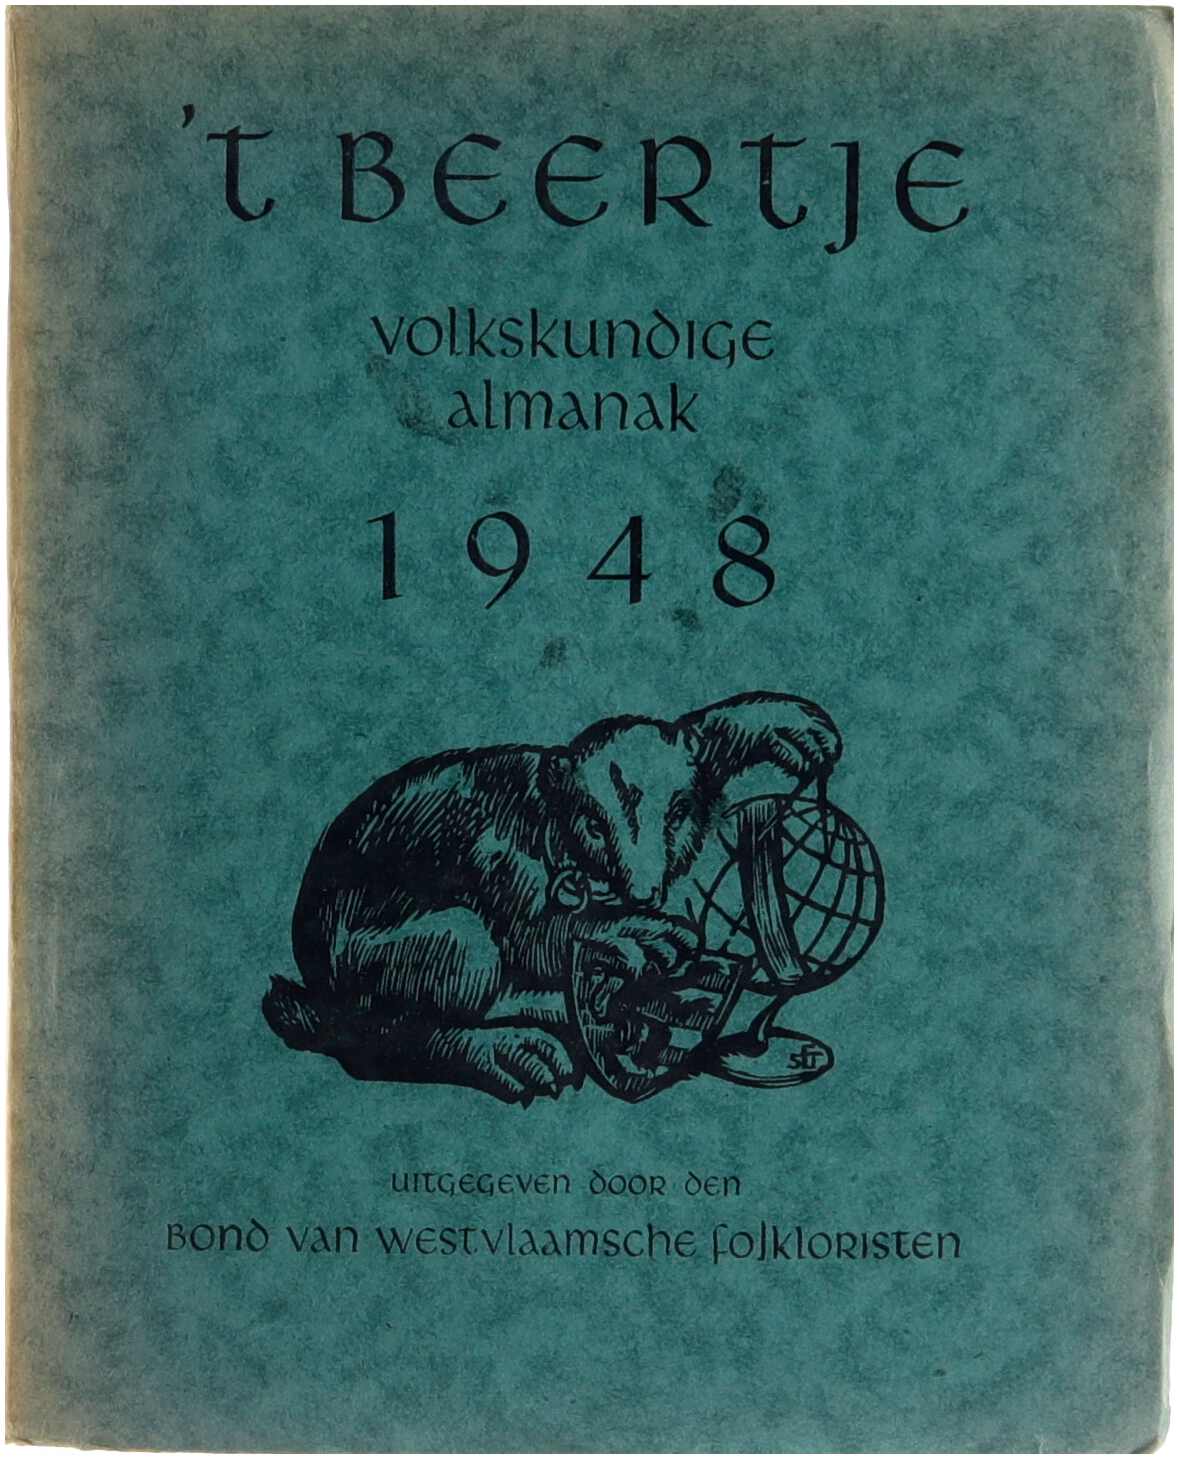 't BEERTJE
volkskundige
almanak
1948
uitgegeven door den
Bond van Westvlaamsche Folkloristen